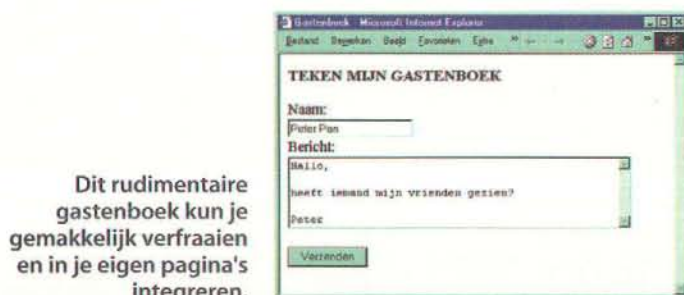 Gastenboek - Microsoft Internet Explorer
Bestand Bewerken Beeld Favorieten Extra »
TEKEN MIJN GASTENBOEK
Naam:
Peter Pan
Bericht:
Hallo,
heeft iemand mijn vrienden gezien?
Peter
Verzenden
Dit rudimentaire
gastenboek kun je
gemakkelijk verfraaien
en in je eigen pagina's
integreren.